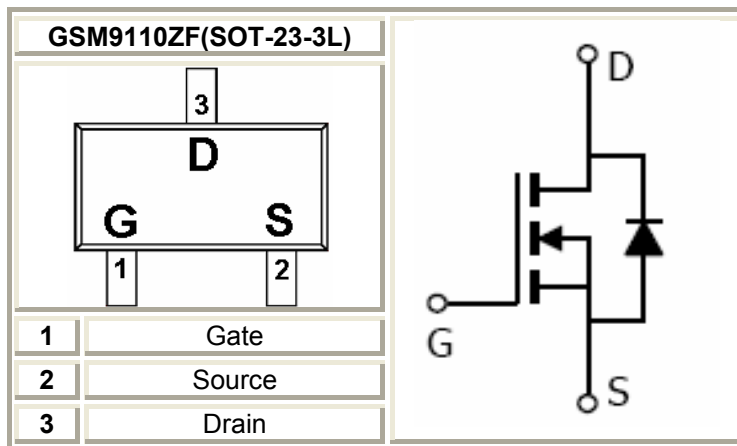 GSM9110ZF(SOT-23-3L)
3
D
G S
1 2
1 Gate
2 Source
3 Drain
D
G
S